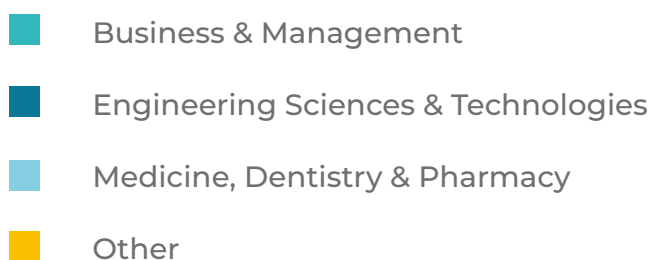 Business & Management
Engineering Sciences & Technologies
Medicine, Dentistry & Pharmacy
Other